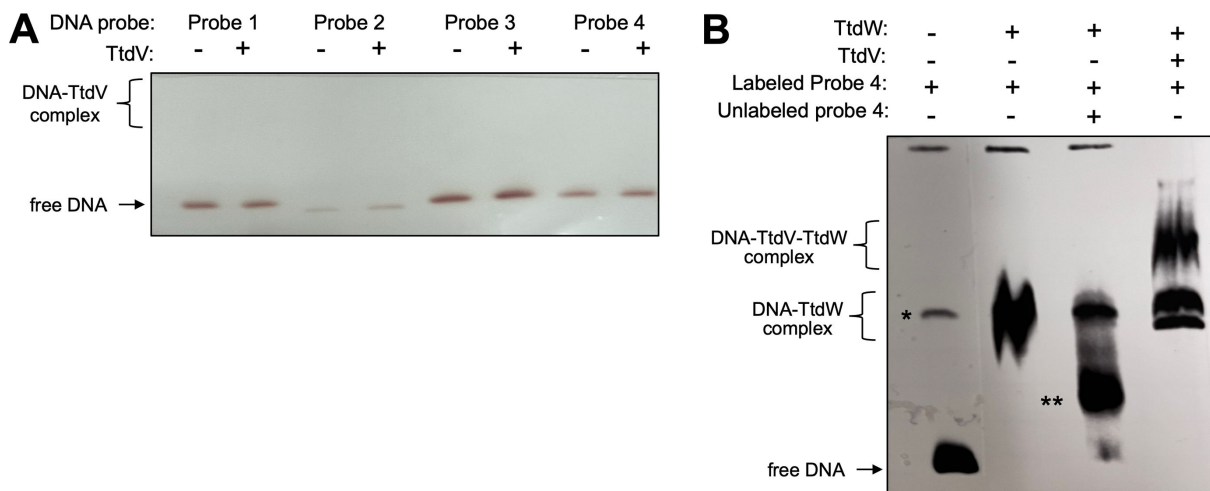 A
DNA probe: Probe 1 Probe 2 Probe 3 Probe 4
TtdV: - + - + - + - +
DNA-TtdV
complex
free DNA
B
TtdW: - + + +
TtdV: - - - +
Labeled Probe 4: + + + +
Unlabeled probe 4: - - + -
DNA-TtdV-TtdW
complex
DNA-TtdW
complex
*
**
free DNA